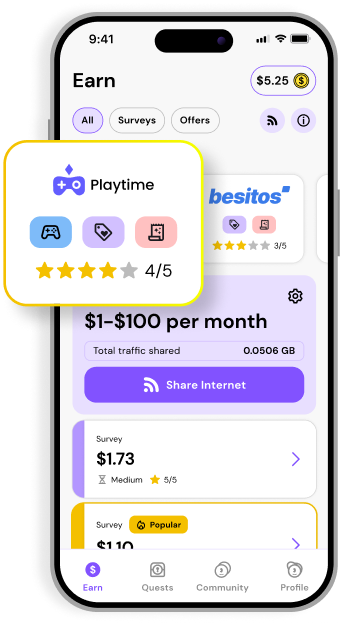 9:41
Earn
$5.25
All
Surveys
Offers
Playtime
4/5
besitos
3/5
$1-$100 per month
Total traffic shared
0.0506 GB
Share Internet
Survey
$1.73
Medium
5/5
Survey
Popular
$1.10
Earn
Quests
Community
Profile